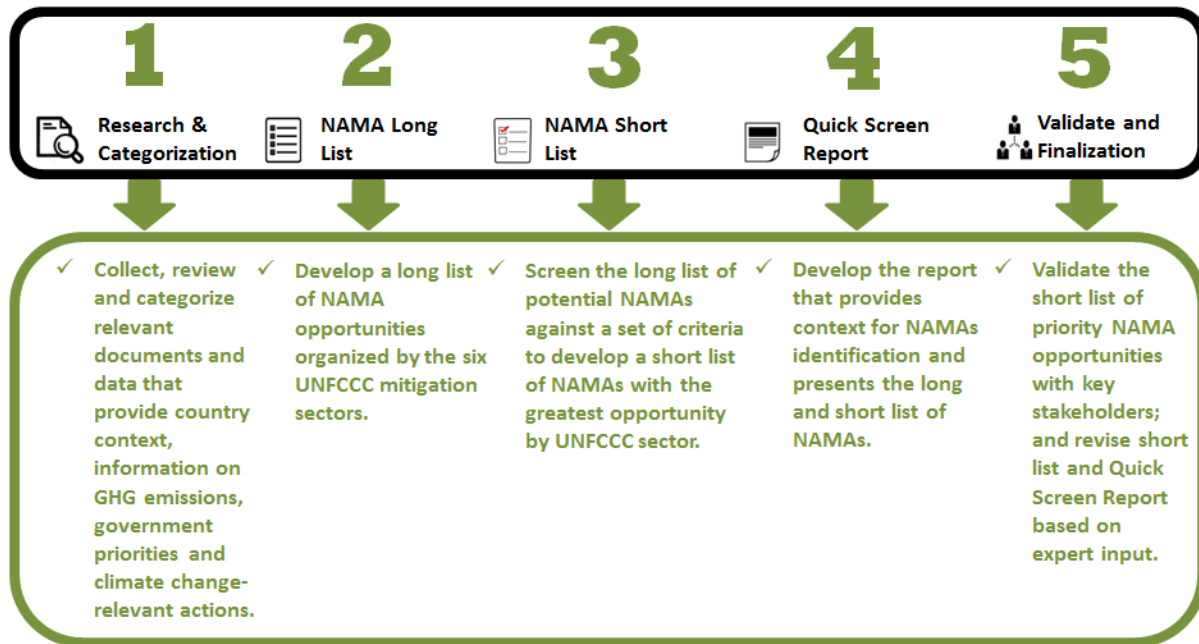 1
2
3
4
5
Research &
Categorization
NAMA Long
List
NAMA Short
List
Quick Screen
Report
Validate and
Finalization
✓ Collect, review
and categorize
relevant
documents and
data that
provide country
context,
information on
GHG emissions,
government
priorities and
climate change-
relevant actions.
✓ Develop a long list
of NAMA
opportunities
organized by the six
UNFCCC mitigation
sectors.
✓ Screen the long list of
potential NAMAs
against a set of criteria
to develop a short list
of NAMAs with the
greatest opportunity
by UNFCCC sector.
✓ Develop the report
that provides
context for NAMAs
identification and
presents the long
and short list of
NAMAs.
✓ Validate the
short list of
priority NAMA
opportunities
with key
stakeholders;
and revise short
list and Quick
Screen Report
based on
expert input.